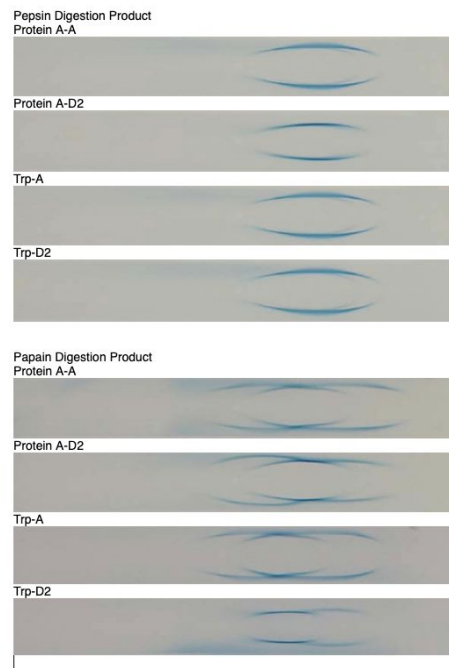 Pepsin Digestion Product
Protein A-A
Protein A-D2
Trp-A
Trp-D2
Papain Digestion Product
Protein A-A
Protein A-D2
Trp-A
Trp-D2